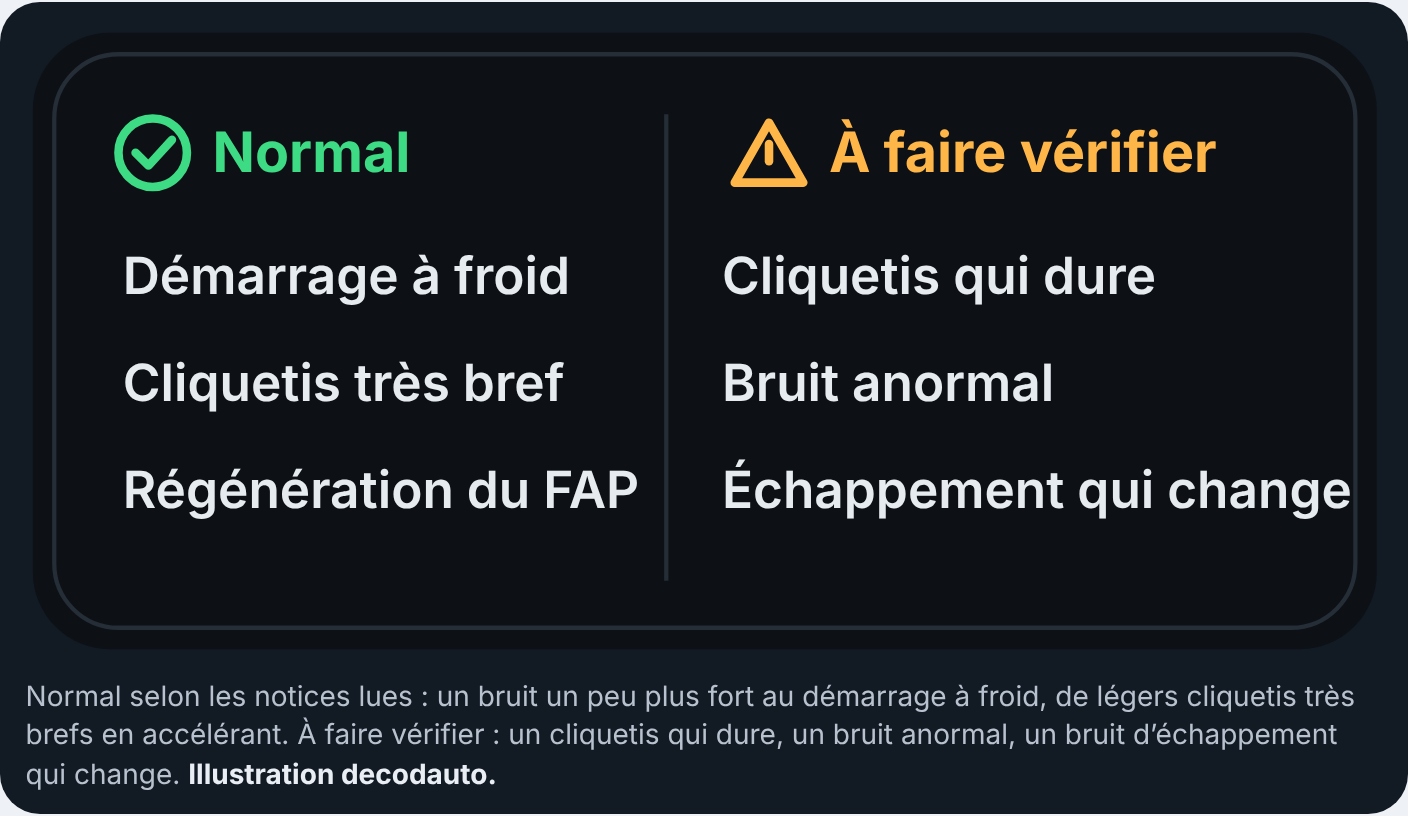 Normal
Démarrage à froid
Cliquetis très bref
Régénération du FAP
À faire vérifier
Cliquetis qui dure
Bruit anormal
Échappement qui change
Normal selon les notices lues : un bruit un peu plus fort au démarrage à froid, de légers cliquetis très
brefs en accélérant. À faire vérifier : un cliquetis qui dure, un bruit anormal, un bruit d’échappement
qui change. Illustration decodauto.